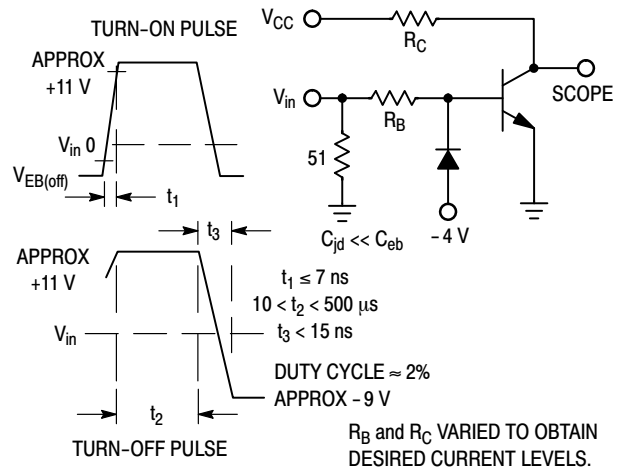 TURN-ON PULSE
APPROX
+11 V
V_in 0
V_EB(off)
t_1
V_CC
R_C
SCOPE
V_in
R_B
51
C_jd << C_eb
-4 V
t_3
APPROX
+11 V
t_1 ≤ 7 ns
10 < t_2 < 500 μs
t_3 < 15 ns
V_in
DUTY CYCLE ≈ 2%
APPROX -9 V
t_2
TURN-OFF PULSE
R_B and R_C VARIED TO OBTAIN
DESIRED CURRENT LEVELS.